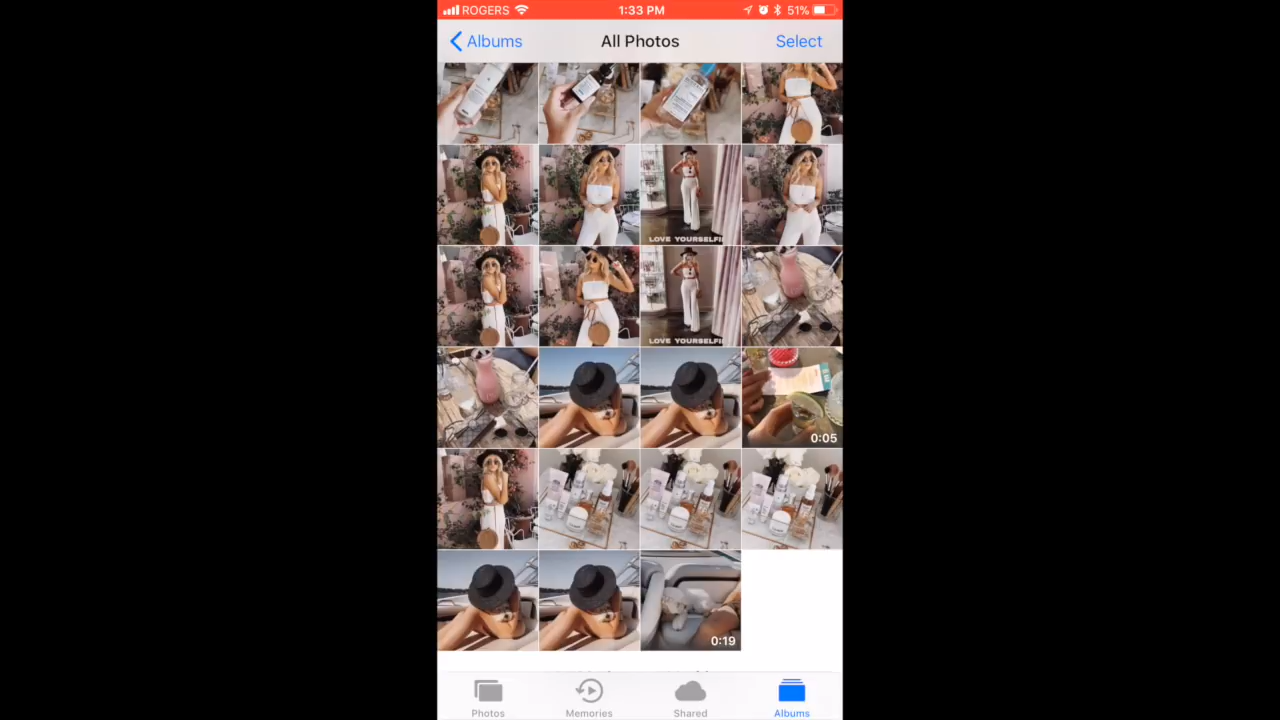 ROGERS 1:33 PM 51%
Albums All Photos Select
LOVE YOURSELF
LOVE YOURSELF
0:05
0:19
Photos Memories Shared Albums